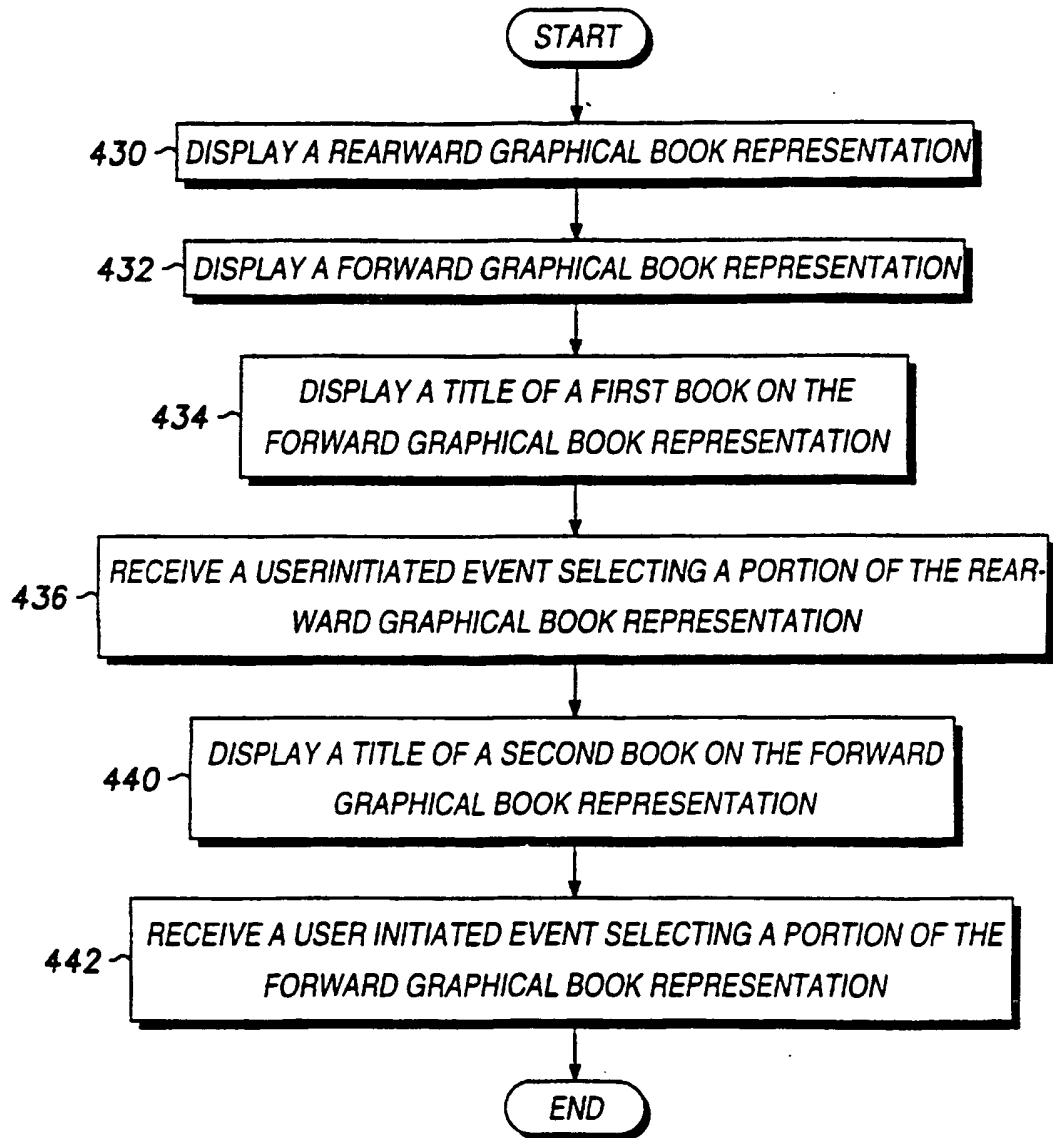 START
430 DISPLAY A REARWARD GRAPHICAL BOOK REPRESENTATION
432 DISPLAY A FORWARD GRAPHICAL BOOK REPRESENTATION
DISPLAY A TITLE OF A FIRST BOOK ON THE
434
FORWARD GRAPHICAL BOOK REPRESENTATION
RECEIVE A USERINITIATED EVENT SELECTING A PORTION OF THE REAR-
436
WARD GRAPHICAL BOOK REPRESENTATION
DISPLAY A TITLE OF A SECOND BOOK ON THE FORWARD
440
GRAPHICAL BOOK REPRESENTATION
RECEIVE A USER INITIATED EVENT SELECTING A PORTION OF THE
442
FORWARD GRAPHICAL BOOK REPRESENTATION
END